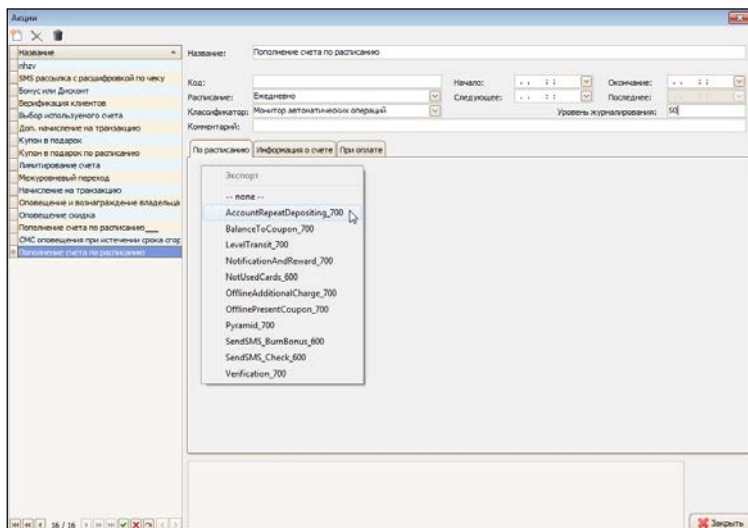 Акции
Название
nhzv
SMS рассылка с расшифровкой по чеку
Бонус или Дисконт
Верификация клиентов
Выбор используемого счета
Доп. начисление на транзакцию
Купон в подарок
Купон в подарок по расписанию
Лимитирование счета
Межуровневый переход
Начисление на транзакцию
Оповещение и вознаграждение владельца
Оповещение скидка
Пополнение счета по расписанию___
СМС оповещения при истечении срока сгор
Пополнение счета по расписанию
16 / 16
Название: Пополнение счета по расписанию
Код: Начало: . . : : Окончание: . . : :
Расписание: Ежедневно Следующее: . . : : Последнее: . . : :
Классификатор: Монитор автоматических операций Уровень журналирования: 50
Комментарий:
По расписанию Информация о счете При оплате
Экспорт
-- none --
AccountRepeatDepositing_700
BalanceToCoupon_700
LevelTransit_700
NotificationAndReward_700
NotUsedCards_600
OfflineAdditionalCharge_700
OfflinePresentCoupon_700
Pyramid_700
SendSMS_BurnBonus_600
SendSMS_Check_600
Verification_700
Закрыть